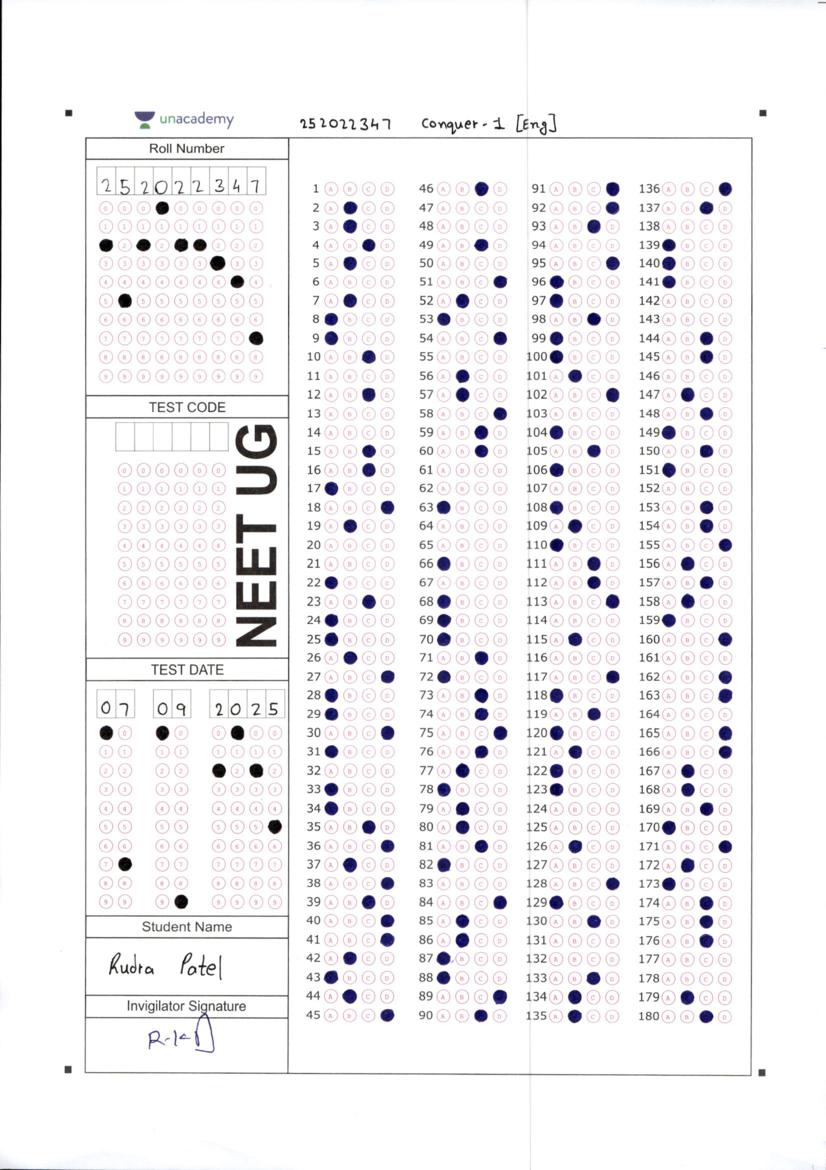 unacademy
252022347 Conquer-1 [Eng]
Roll Number
2 5 2 0 2 2 3 4 7
TEST CODE
NEET UG
TEST DATE
0 7 0 9 2 0 2 5
Student Name
Rudra Patel
Invigilator Signature
1 A B C D 46 A B D 91 A B C 136 A B C
2 A C D 47 A B C D 92 A B C 137 A B D
3 A C D 48 A B C D 93 A B D 138 A B C D
4 A B D 49 A B D 94 A B C D 139 B C D
5 A C D 50 A B C D 95 A B C 140 B C D
6 A B C D 51 A B C 96 B C D 141 B C D
7 A C D 52 A C D 97 B C D 142 A B C D
8 B C D 53 B C D 98 A B D 143 A B C D
9 B C D 54 A B C 99 B C D 144 A B D
10 A B D 55 A B C D 100 B C D 145 A B D
11 A B C D 56 A C D 101 A C D 146 A B C D
12 A B D 57 A C D 102 A B C 147 A C D
13 A B C D 58 A B C 103 A B C D 148 A B D
14 A B C D 59 A B D 104 B C D 149 B C D
15 A B D 60 A B D 105 A B D 150 A B D
16 A B D 61 A B C D 106 B C D 151 B C D
17 B C D 62 A B C D 107 A B C D 152 A B C D
18 A B C 63 B C D 108 B C D 153 A B D
19 A C D 64 A B C D 109 A C D 154 A B D
20 A B C D 65 A B C D 110 B C D 155 A B C
21 A B C D 66 B C D 111 A B D 156 A C D
22 B C D 67 A B C D 112 A B D 157 A B D
23 A B D 68 B C D 113 A B C 158 A C D
24 B C D 69 B C D 114 A B C D 159 B C D
25 B C D 70 B C D 115 A C D 160 A B C
26 A C D 71 A B D 116 A B C D 161 A B C D
27 A B C 72 B C D 117 A B C 162 A B C
28 B C D 73 A B D 118 B C D 163 A B C
29 B C D 74 A B D 119 A B D 164 A B C D
30 A B C 75 A B C 120 B C D 165 A B C
31 B C D 76 A B D 121 A C D 166 A B C
32 A B C D 77 A C D 122 B C D 167 A C D
33 B C D 78 B C D 123 B C D 168 A C D
34 B C D 79 A C D 124 A B C D 169 A B D
35 A B D 80 A C D 125 A B C D 170 B C D
36 A B C 81 A B D 126 A C D 171 A B C
37 A C D 82 B C D 127 A B C D 172 A C D
38 A B C 83 A B C D 128 A B C 173 B C D
39 A B D 84 A B C 129 B C D 174 A B D
40 A B C 85 A C D 130 A B D 175 A B D
41 A B C 86 A C D 131 A B C D 176 A B D
42 A C D 87 B C D 132 A B C D 177 A B C D
43 B C D 88 B C D 133 A B D 178 A B C D
44 A C D 89 A B C 134 A C D 179 A C D
45 A B C 90 A B D 135 A C D 180 A B D